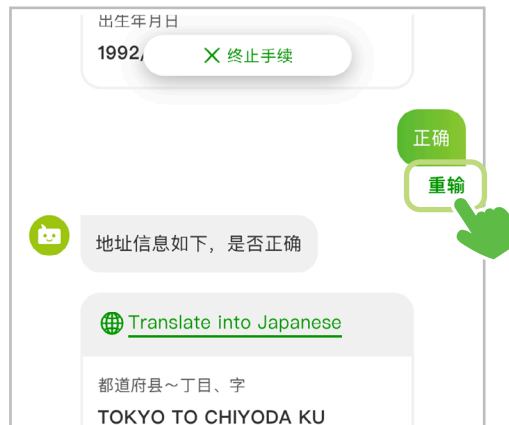 出生年月日
1992/
× 终止手续
正确
重输
地址信息如下，是否正确
Translate into Japanese
都道府县～丁目、字
TOKYO TO CHIYODA KU